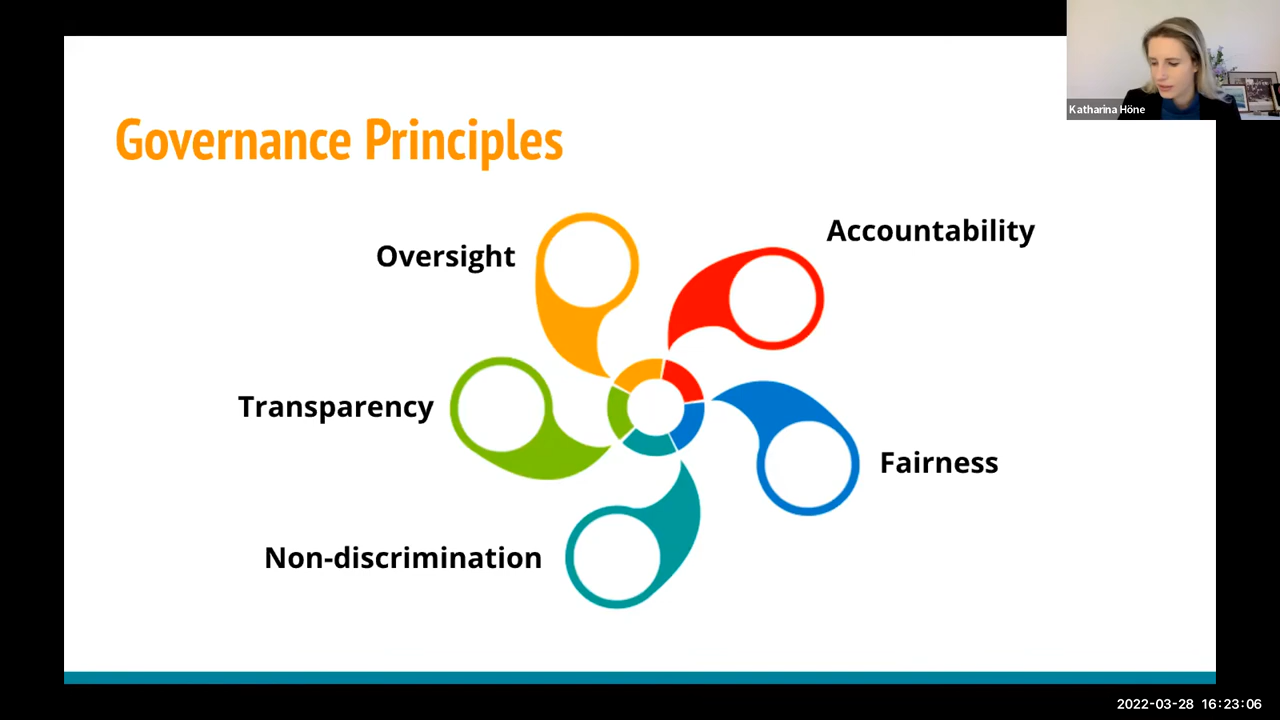 Katharina Höne
Governance Principles
Accountability
Oversight
Transparency
Fairness
Non-discrimination
2022-03-28 16:23:06